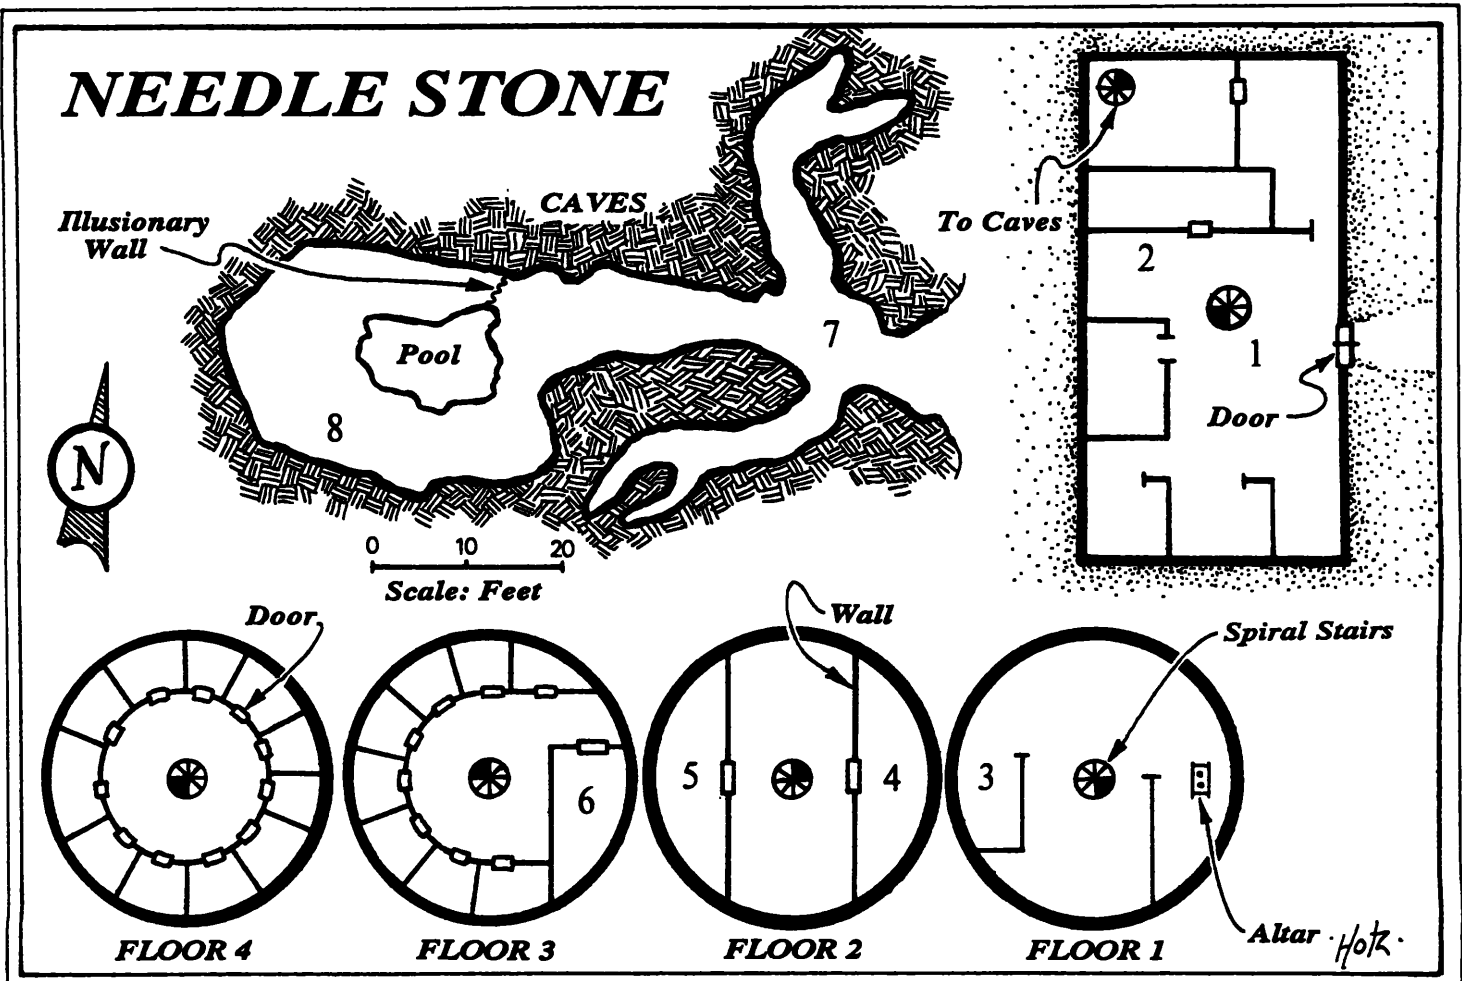 NEEDLE STONE
CAVES
Illusionary
Wall
To Caves
2
7
1
Pool
Door
8
N
0 10 20
Scale: Feet
Door
Wall
Spiral Stairs
6
5
4
3
Altar
Hotz
FLOOR 4
FLOOR 3
FLOOR 2
FLOOR 1